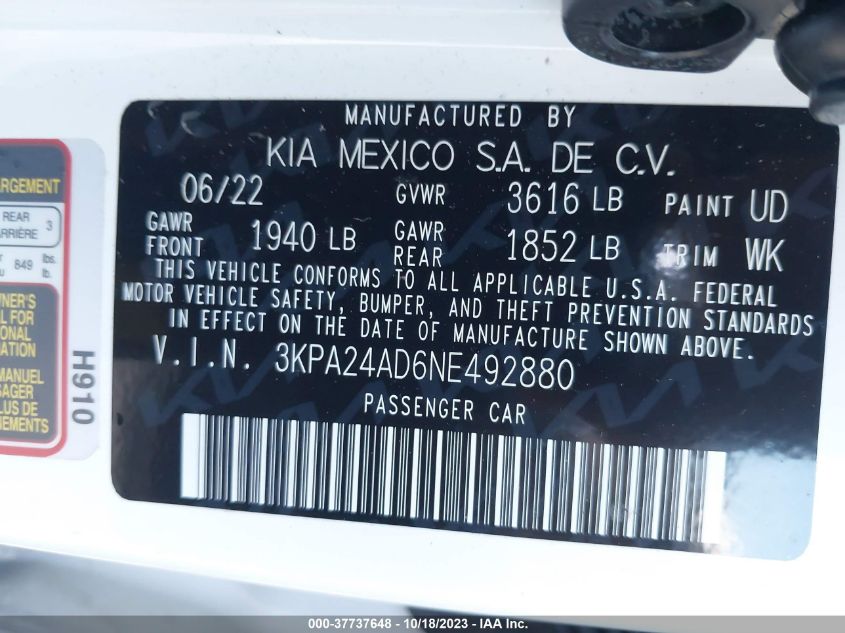 MANUFACTURED BY
KIA MEXICO S.A. DE C.V.
06/22 GVWR 3616 LB PAINT UD
GAWR FRONT 1940 LB GAWR REAR 1852 LB TRIM WK
THIS VEHICLE CONFORMS TO ALL APPLICABLE U.S.A. FEDERAL
MOTOR VEHICLE SAFETY, BUMPER, AND THEFT PREVENTION STANDARDS
IN EFFECT ON THE DATE OF MANUFACTURE SHOWN ABOVE.
V.I.N. 3KPA24AD6NE492880
PASSENGER CAR
REAR 3
849 lbs.
lb.
H910
000-37737648 - 10/18/2023 - IAA Inc.